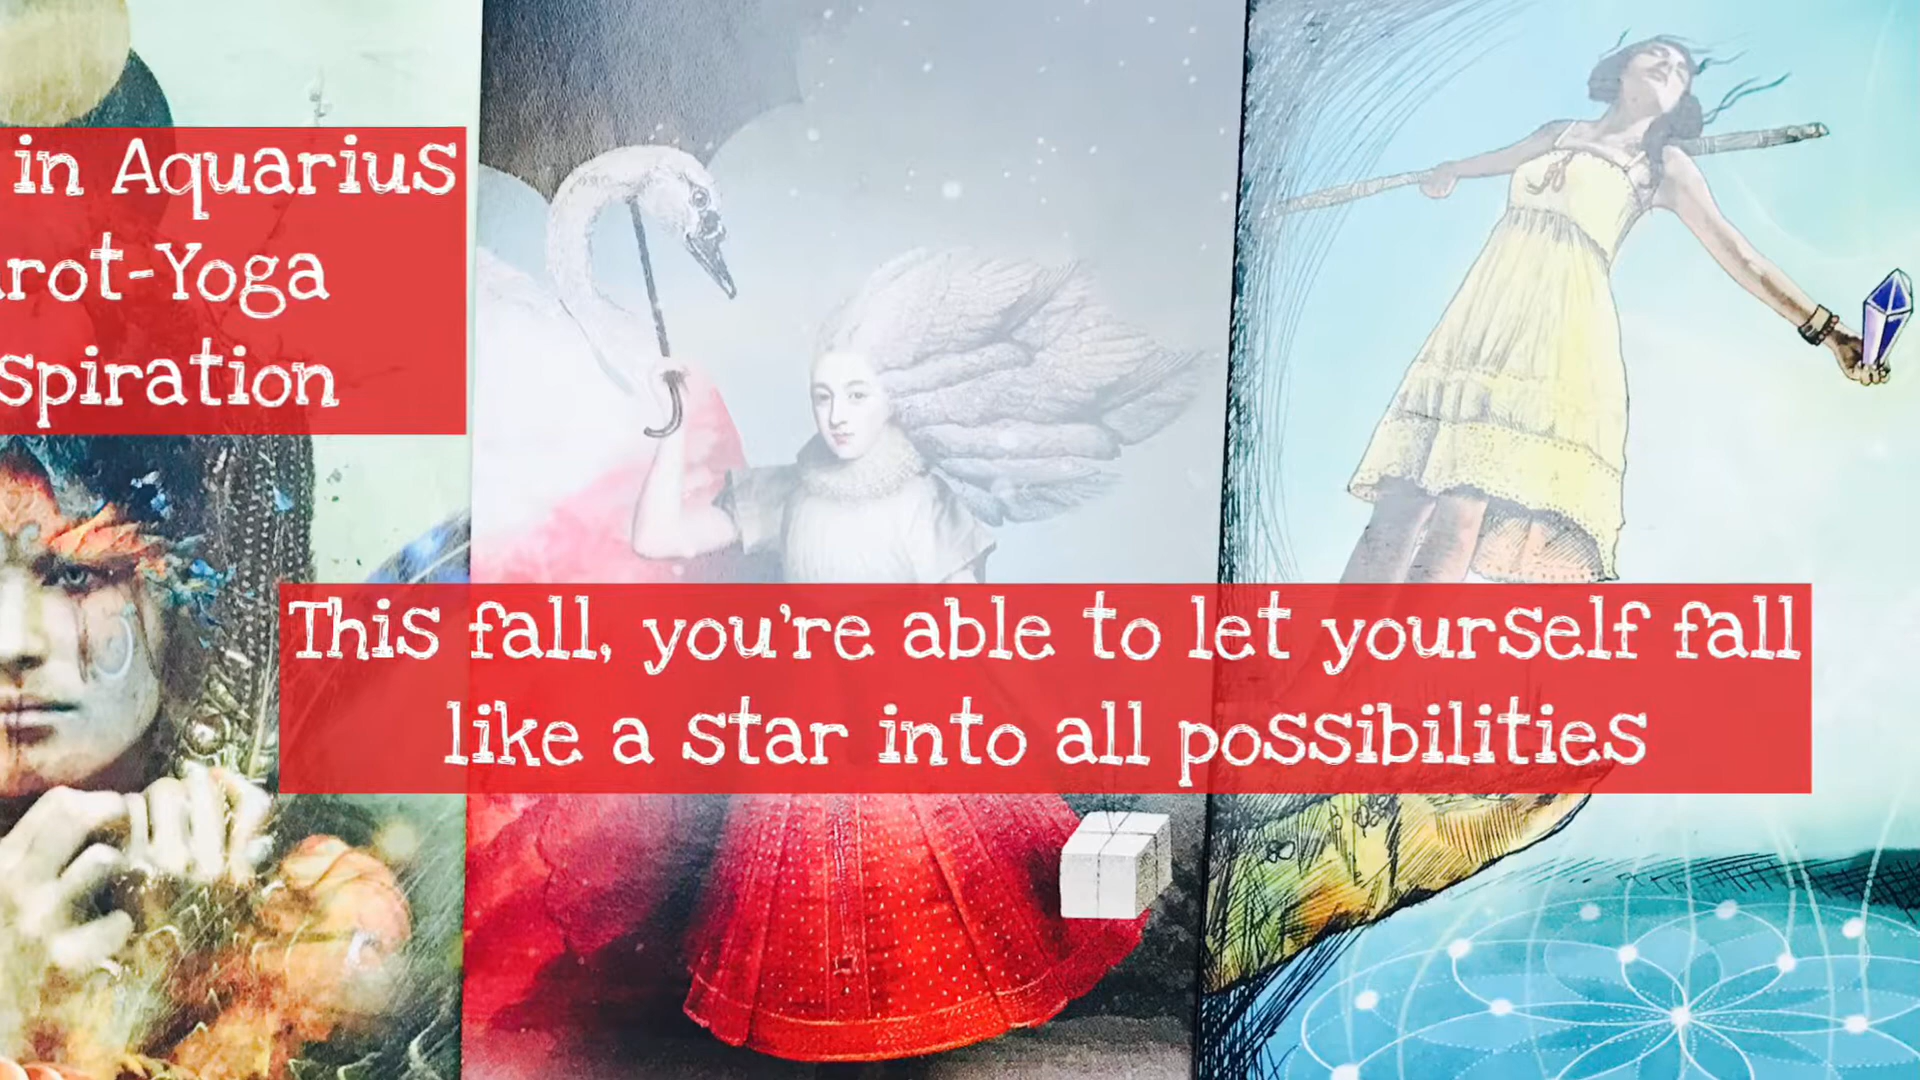 in Aquarius
rot-Yoga
spiration
This fall, you're able to let yourself fall
like a star into all possibilities